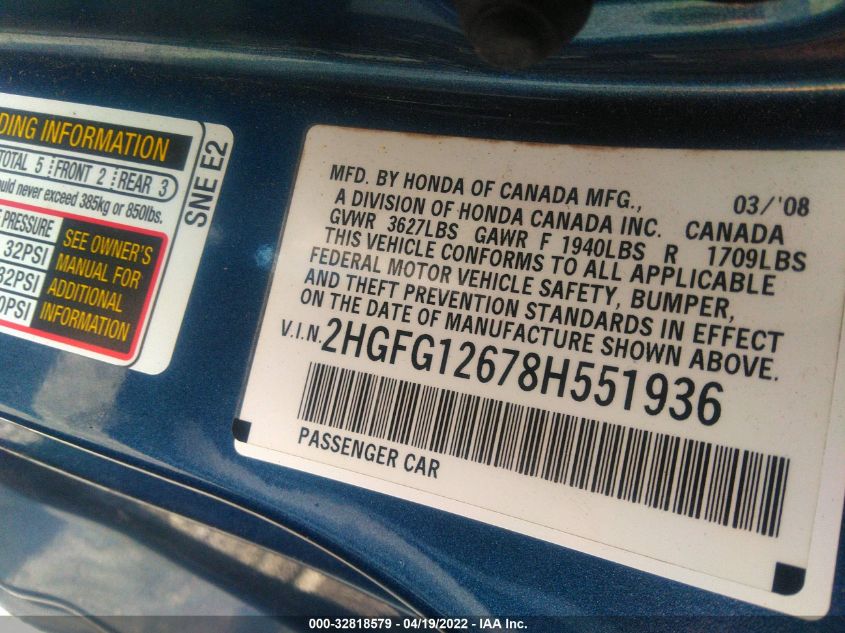 DING INFORMATION
TOTAL 5 FRONT 2 REAR 3
ould never exceed 385kg or 850lbs.
PRESSURE
32PSI
32PSI
0PSI
SEE OWNER'S
MANUAL FOR
ADDITIONAL
INFORMATION
SNE E2
MFD. BY HONDA OF CANADA MFG., 03/'08
A DIVISION OF HONDA CANADA INC. CANADA
GVWR 3627LBS GAWR F 1940LBS R 1709LBS
THIS VEHICLE CONFORMS TO ALL APPLICABLE
FEDERAL MOTOR VEHICLE SAFETY, BUMPER,
AND THEFT PREVENTION STANDARDS IN EFFECT
ON THE DATE OF MANUFACTURE SHOWN ABOVE.
V.I.N. 2HGFG12678H551936
PASSENGER CAR
000-32818579 - 04/19/2022 - IAA Inc.